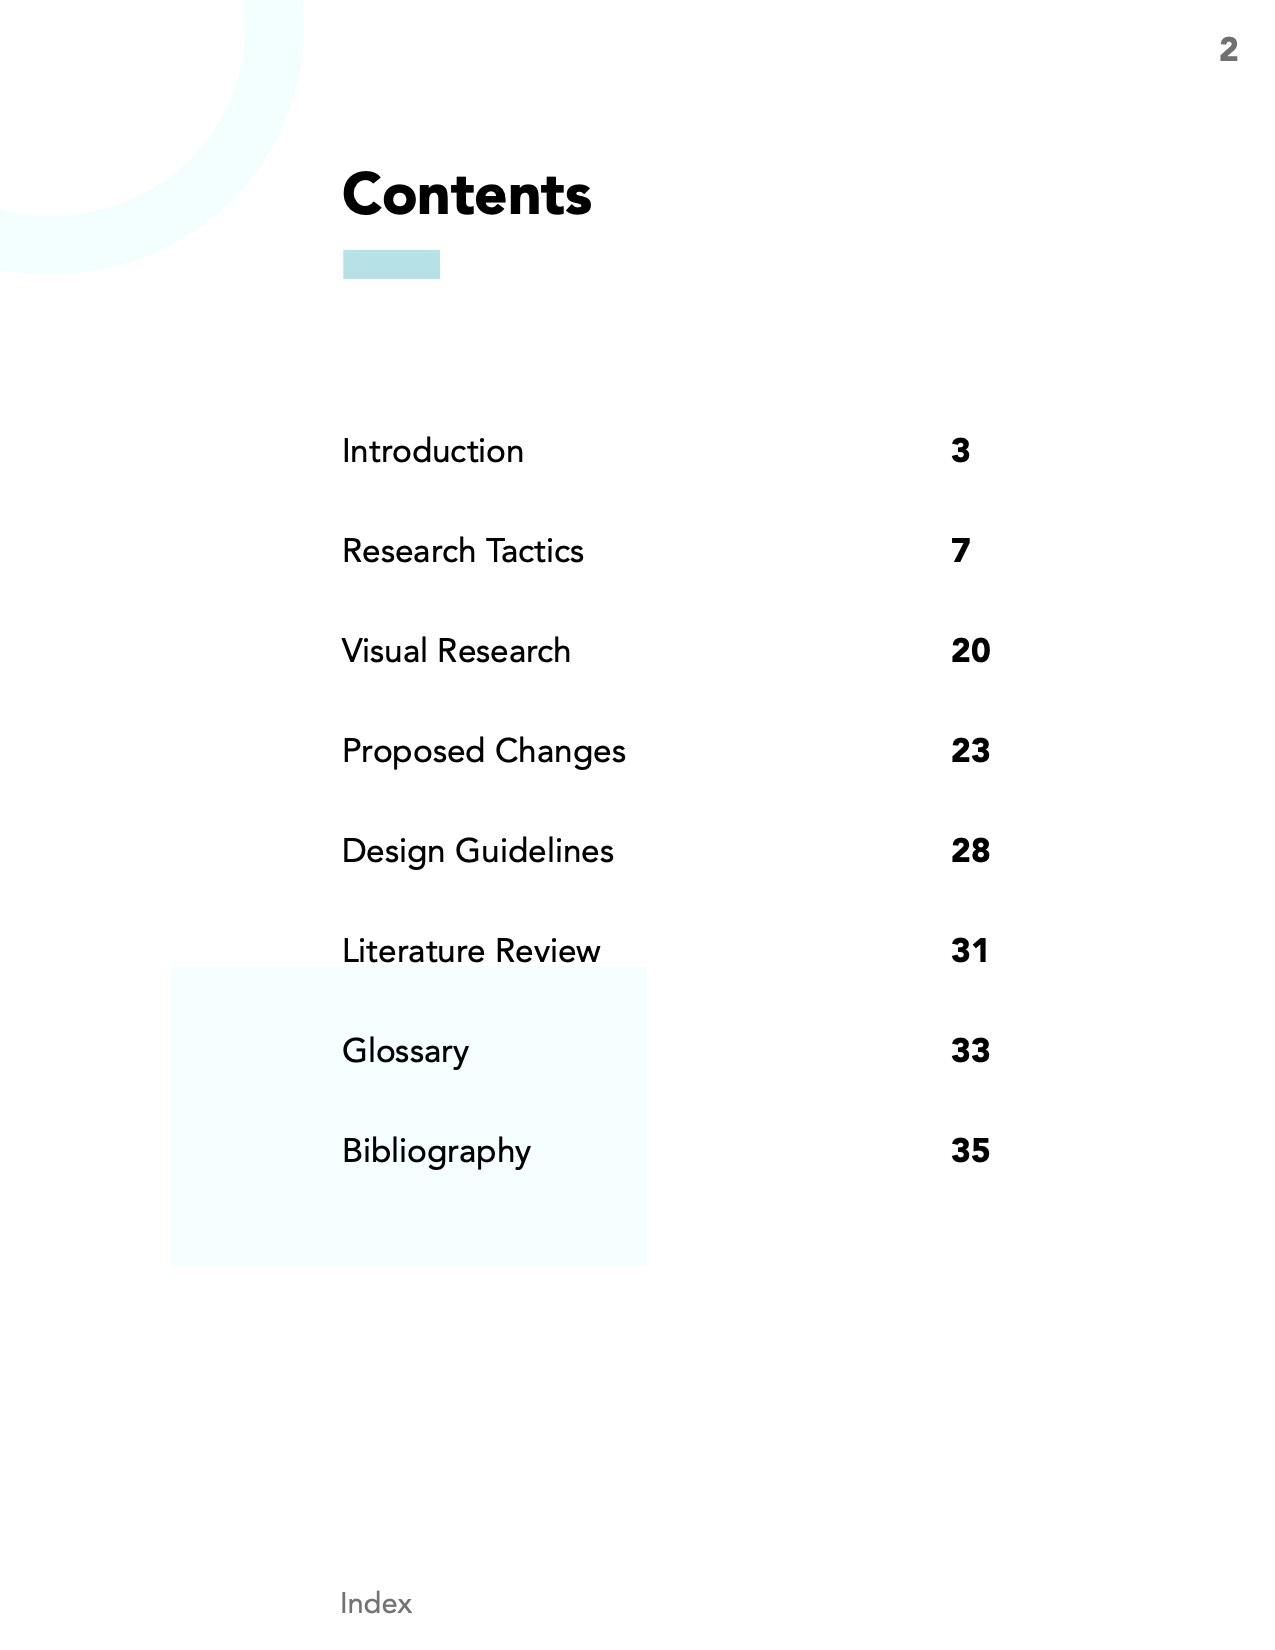 2
Contents
Introduction 3
Research Tactics 7
Visual Research 20
Proposed Changes 23
Design Guidelines 28
Literature Review 31
Glossary 33
Bibliography 35
Index